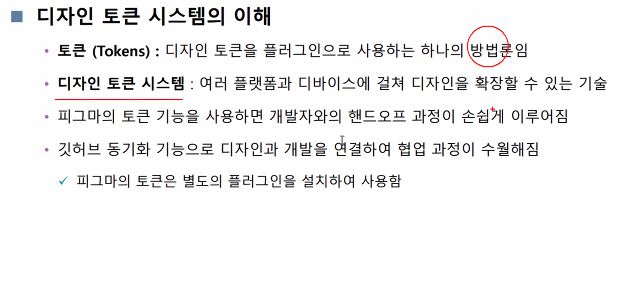 디자인 토큰 시스템의 이해
토큰 (Tokens) : 디자인 토큰을 플러그인으로 사용하는 하나의 방법론임
디자인 토큰 시스템 : 여러 플랫폼과 디바이스에 걸쳐 디자인을 확장할 수 있는 기술
피그마의 토큰 기능을 사용하면 개발자와의 핸드오프 과정이 손쉽게 이루어짐
깃허브 동기화 기능으로 디자인과 개발을 연결하여 협업 과정이 수월해짐
피그마의 토큰은 별도의 플러그인을 설치하여 사용함